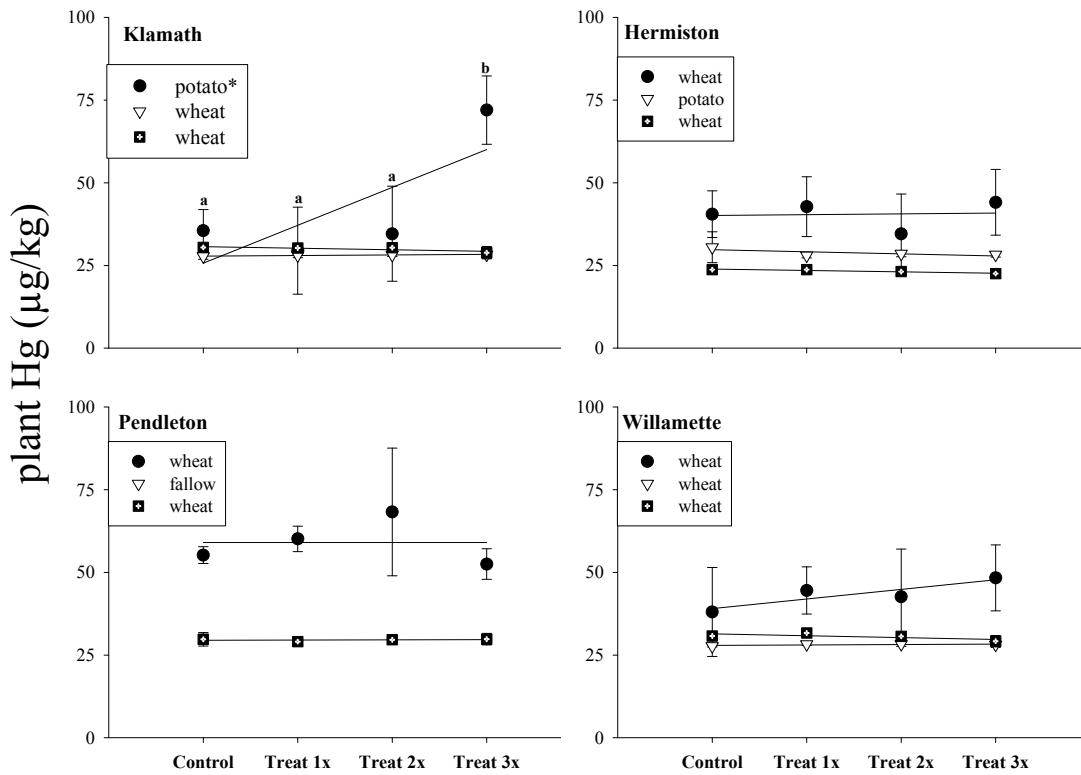 plant Hg (µg/kg)
Klamath
potato*
wheat
wheat
a
a
a
b
100
75
50
25
0
Hermiston
wheat
potato
wheat
100
75
50
25
0
Pendleton
wheat
fallow
wheat
100
75
50
25
0
Control Treat 1x Treat 2x Treat 3x
Willamette
wheat
wheat
wheat
100
75
50
25
0
Control Treat 1x Treat 2x Treat 3x